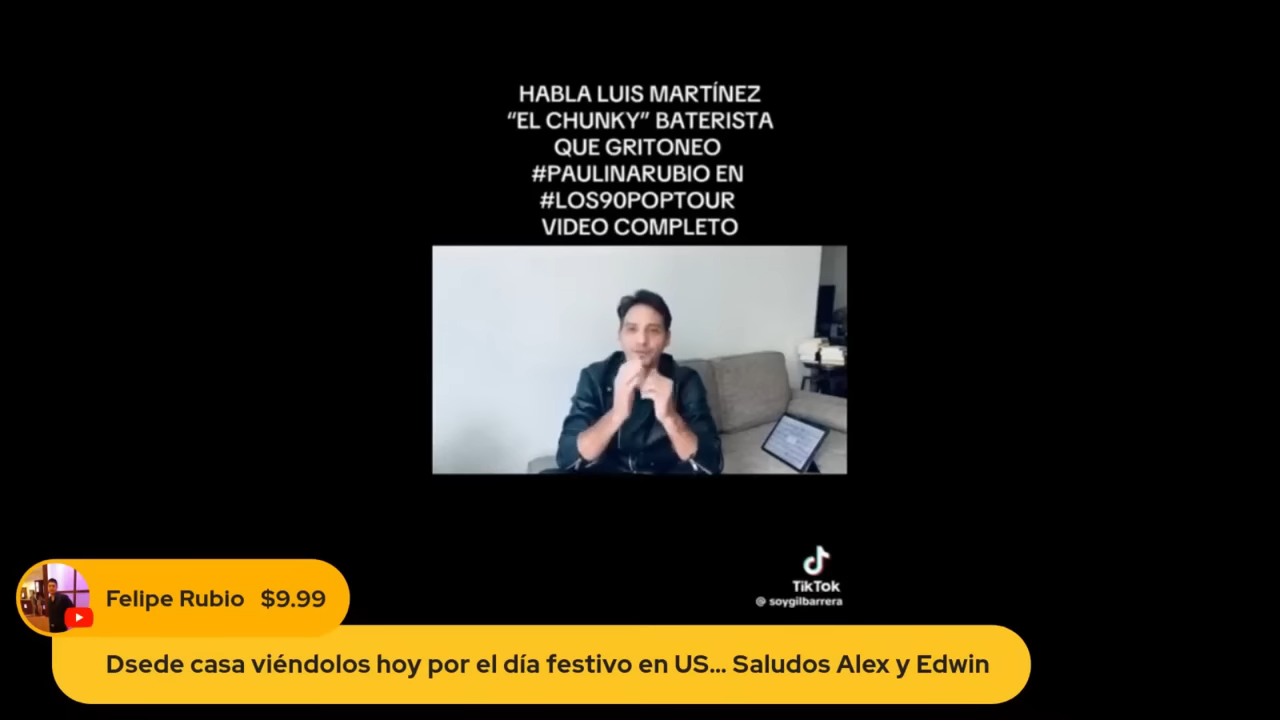 HABLA LUIS MARTÍNEZ
“EL CHUNKY” BATERISTA
QUE GRITONEO
#PAULINARUBIO EN
#LOS90POPTOUR
VIDEO COMPLETO
TikTok
@ soygilbarrera
Felipe Rubio $9.99
Dsede casa viéndolos hoy por el día festivo en US... Saludos Alex y Edwin